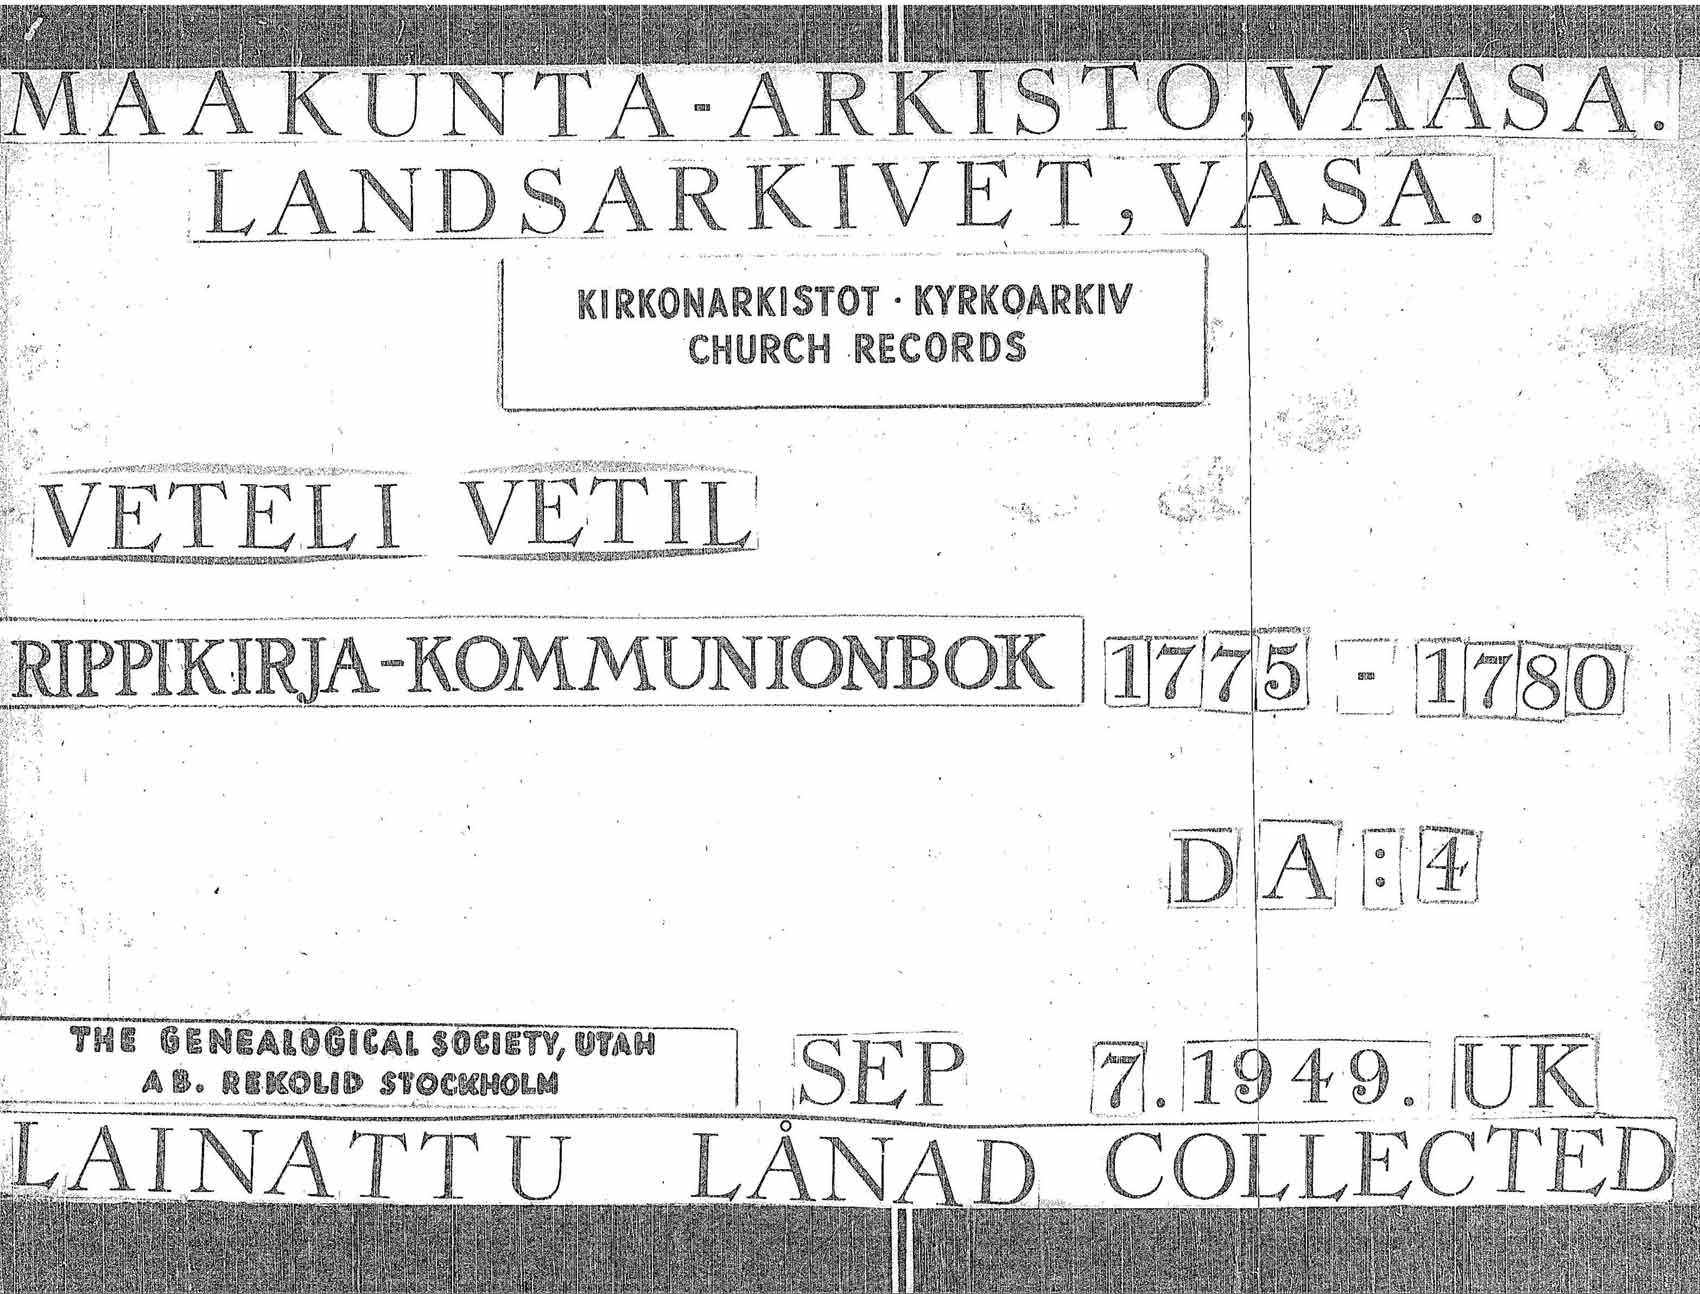 MAAKUNTA-ARKISTO, VAASA.
LANDSARKIVET, VASA.
KIRKONARKISTOT · KYRKOARKIV
CHURCH RECORDS
VETELI VETIL
RIPPIKIRJA-KOMMUNIONBOK 1775 - 1780
DA:4
THE GENEALOGICAL SOCIETY, UTAH
AB. REKOLID STOCKHOLM
SEP 7.1949. UK
LAINATTU LÅNAD COLLECTED